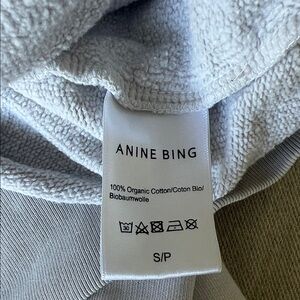 ANINE BING
100% Organic Cotton/Coton Bio/
Biobaumwolle
S/P